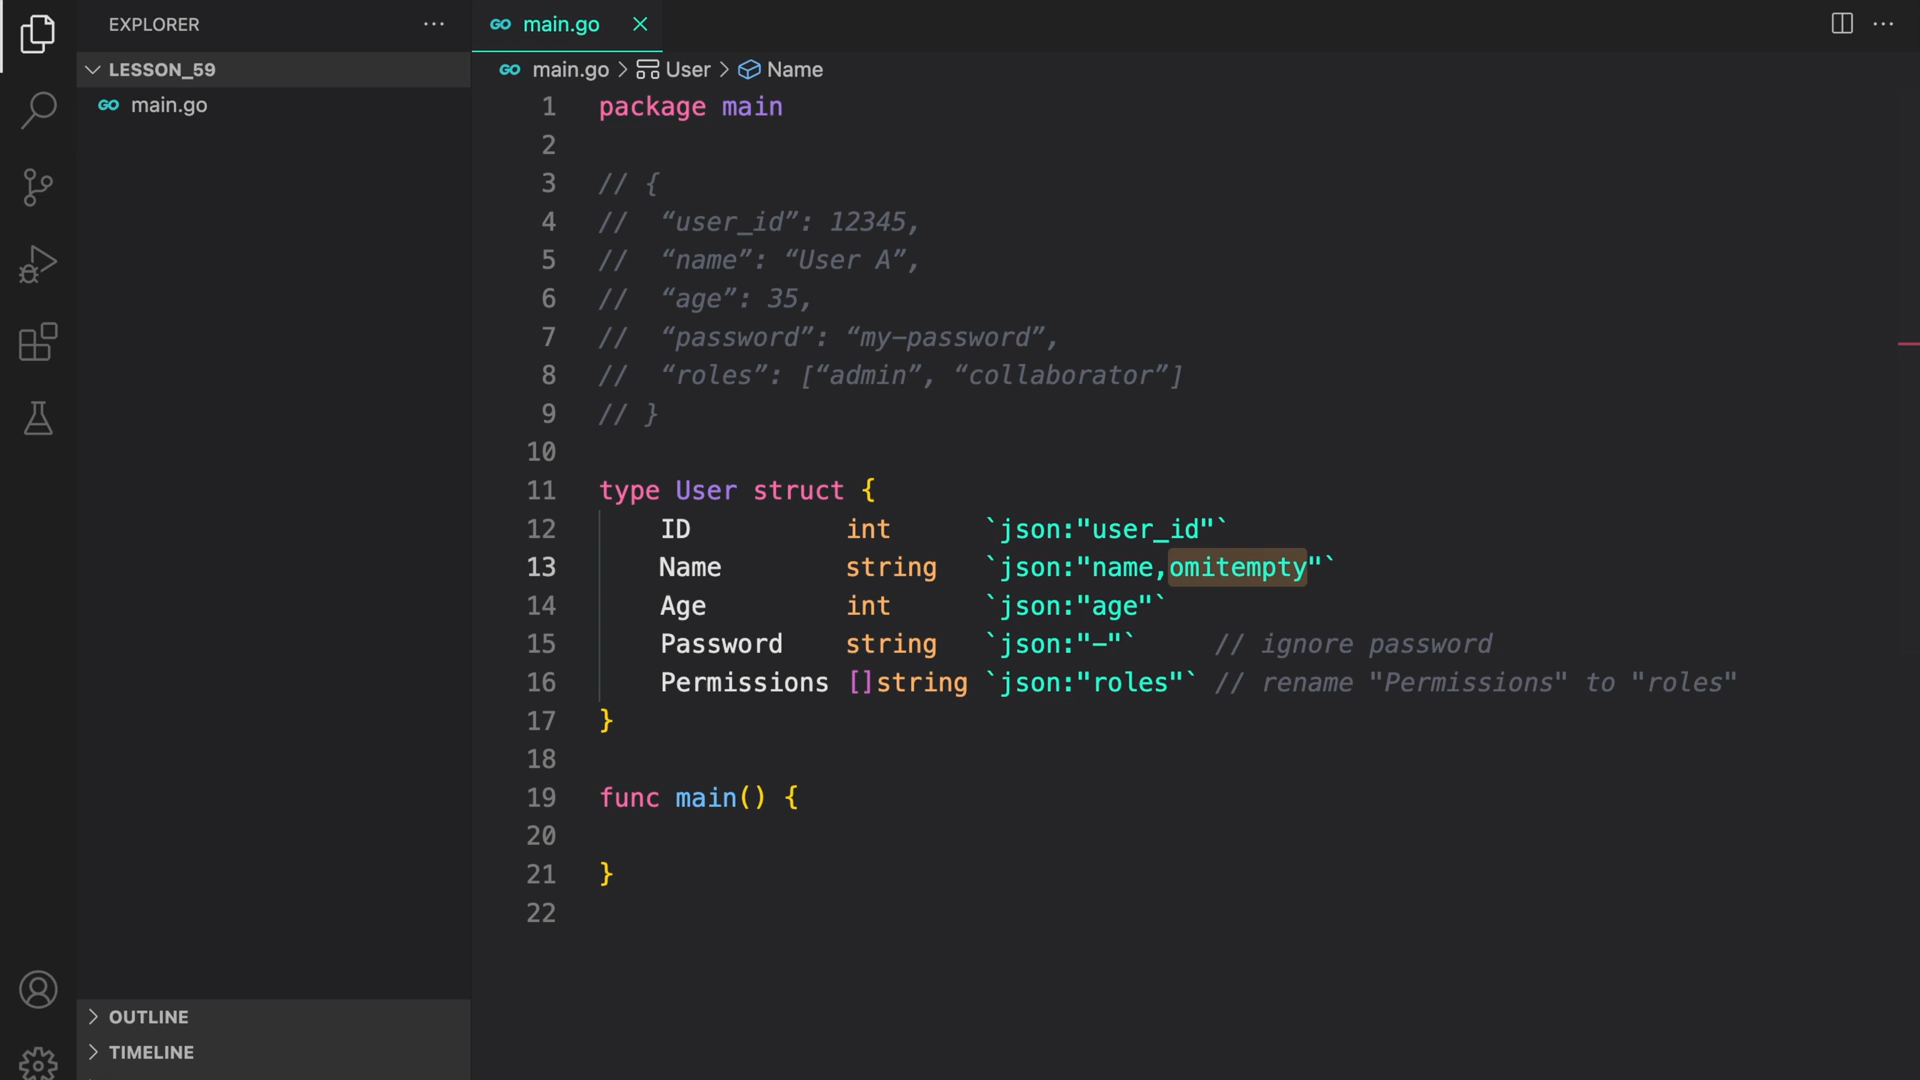 EXPLORER
LESSON_59
GO main.go
OUTLINE
TIMELINE
GO main.go
GO main.go > User > Name
1 package main
2
3 // {
4 //  “user_id”: 12345,
5 //  “name”: “User A”,
6 //  “age”: 35,
7 //  “password”: “my-password”,
8 //  “roles”: [“admin”, “collaborator”]
9 // }
10
11 type User struct {
12     ID          int      `json:"user_id"`
13     Name        string   `json:"name,omitempty"`
14     Age         int      `json:"age"`
15     Password    string   `json:"-"`     // ignore password
16     Permissions []string `json:"roles"` // rename "Permissions" to "roles"
17 }
18
19 func main() {
20
21 }
22